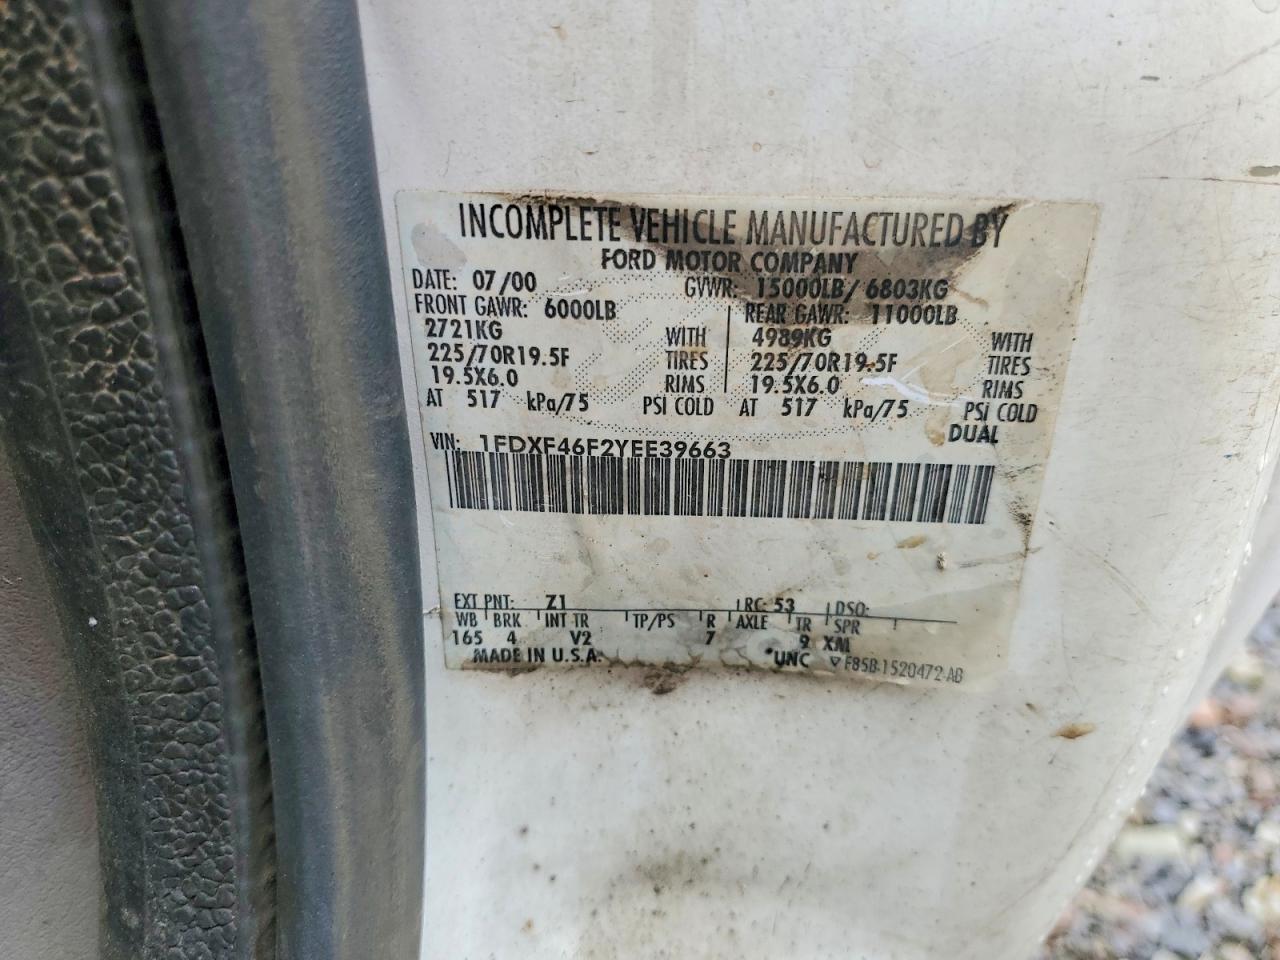 INCOMPLETE VEHICLE MANUFACTURED BY
FORD MOTOR COMPANY
DATE: 07/00 GVWR: 15000LB/ 6803KG
FRONT GAWR: 6000LB REAR GAWR: 11000LB
2721KG WITH 4989KG WITH
225/70R19.5F TIRES 225/70R19.5F TIRES
19.5X6.0 RIMS 19.5X6.0 RIMS
AT 517 kPa/75 PSI COLD AT 517 kPa/75 PSI COLD
DUAL
VIN: 1FDXF46F2YEE39663
EXT PNT: Z1 RC: 53 DSO:
WB BRK INT TR TP/PS R AXLE TR SPR
165 4 V2 7 9 XM
MADE IN U.S.A. *UNC ▽ F85B-1520472-AB